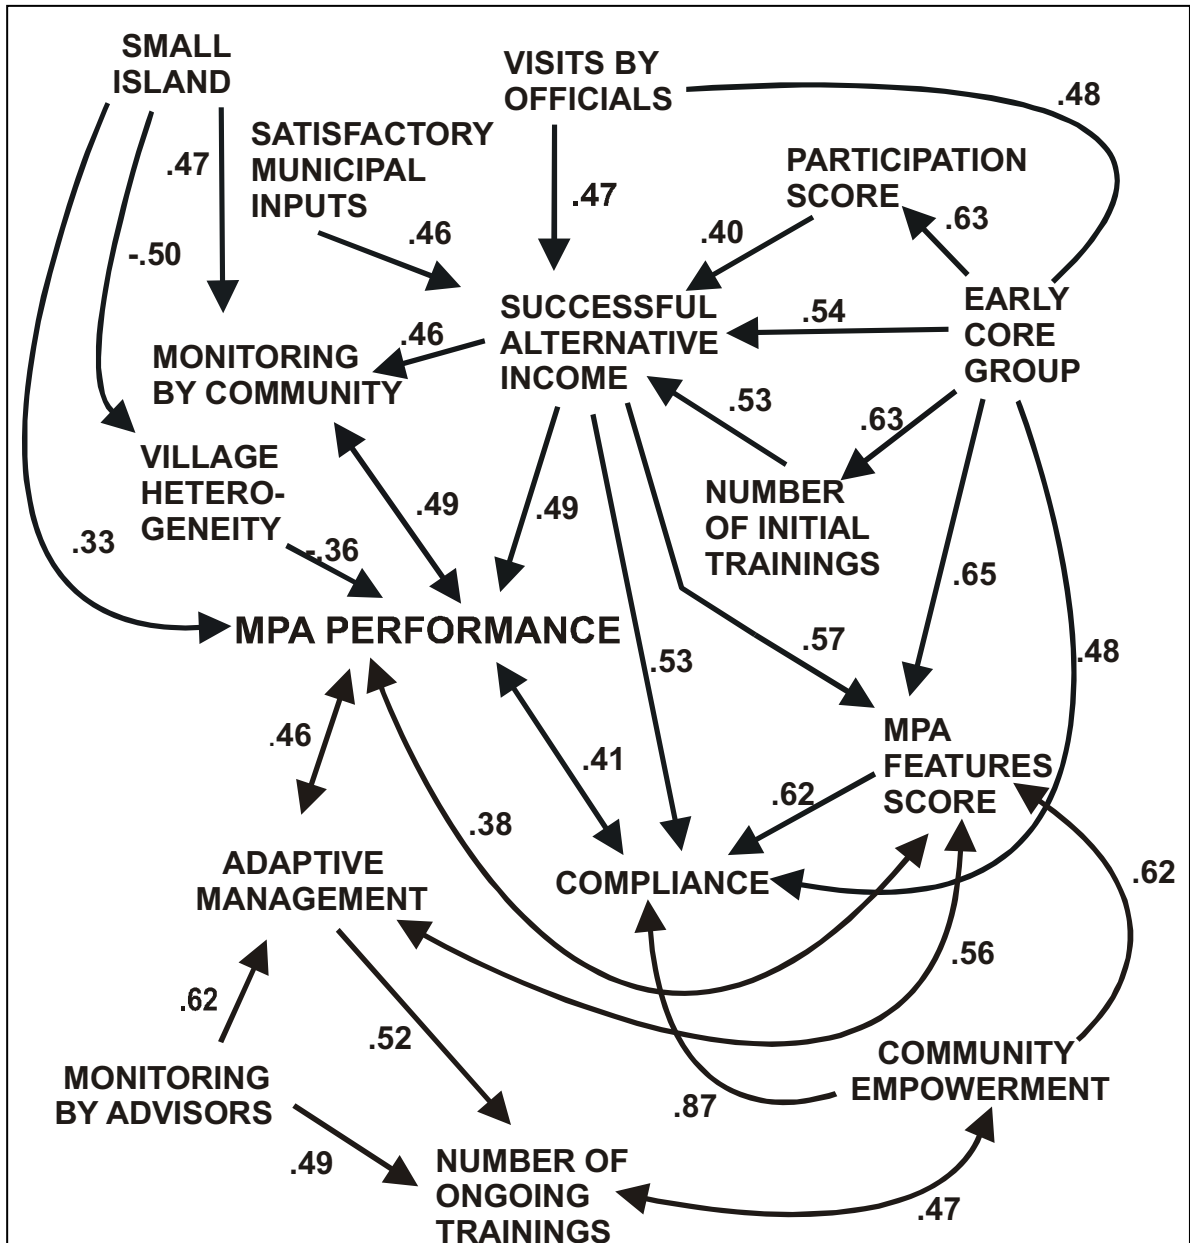 SMALL
ISLAND
VISITS BY
OFFICIALS
.48
SATISFACTORY
MUNICIPAL
INPUTS
.47
.47
PARTICIPATION
SCORE
.63
.46
.40
-.50
SUCCESSFUL
ALTERNATIVE
INCOME
.54
EARLY
CORE
GROUP
.46
MONITORING
BY COMMUNITY
.53
.63
VILLAGE
HETERO-
GENEITY
NUMBER
OF INITIAL
TRAININGS
.49
.49
.33
-.36
.65
MPA PERFORMANCE
.57
.53
.48
.46
.41
MPA
FEATURES
SCORE
.62
.38
ADAPTIVE
MANAGEMENT
COMPLIANCE
.62
.56
.62
.52
MONITORING
BY ADVISORS
COMMUNITY
EMPOWERMENT
.87
.49
NUMBER OF
ONGOING
TRAININGS
.47